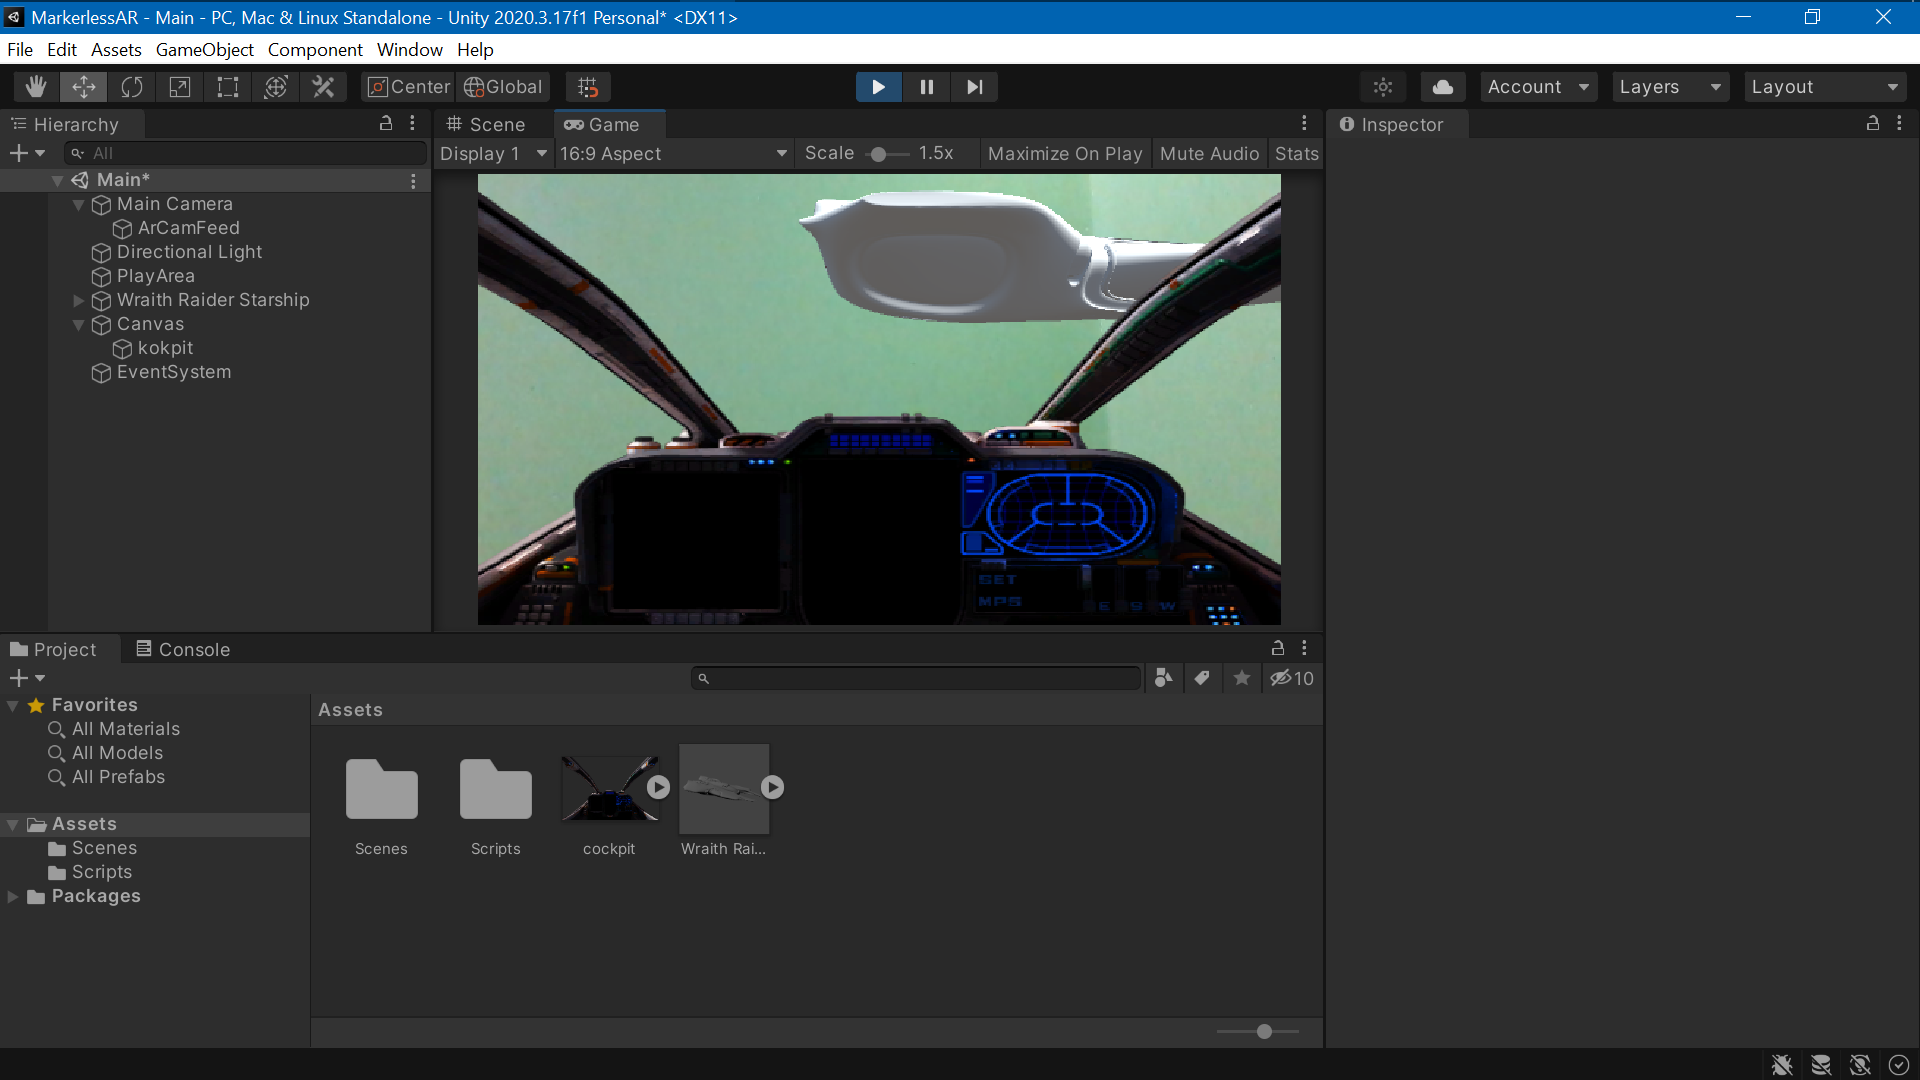 MarkerlessAR - Main - PC, Mac & Linux Standalone - Unity 2020.3.17f1 Personal* <DX11>
File Edit Assets GameObject Component Window Help
Center Global Account Layers Layout
Hierarchy
All
Main*
Main Camera
ArCamFeed
Directional Light
PlayArea
Wraith Raider Starship
Canvas
kokpit
EventSystem
Scene Game
Display 1 16:9 Aspect Scale 1.5x Maximize On Play Mute Audio Stats
SET
MPS
E 9 W
Inspector
Project Console
10
Favorites
All Materials
All Models
All Prefabs
Assets
Scenes
Scripts
Packages
Assets
Scenes Scripts cockpit Wraith Rai...